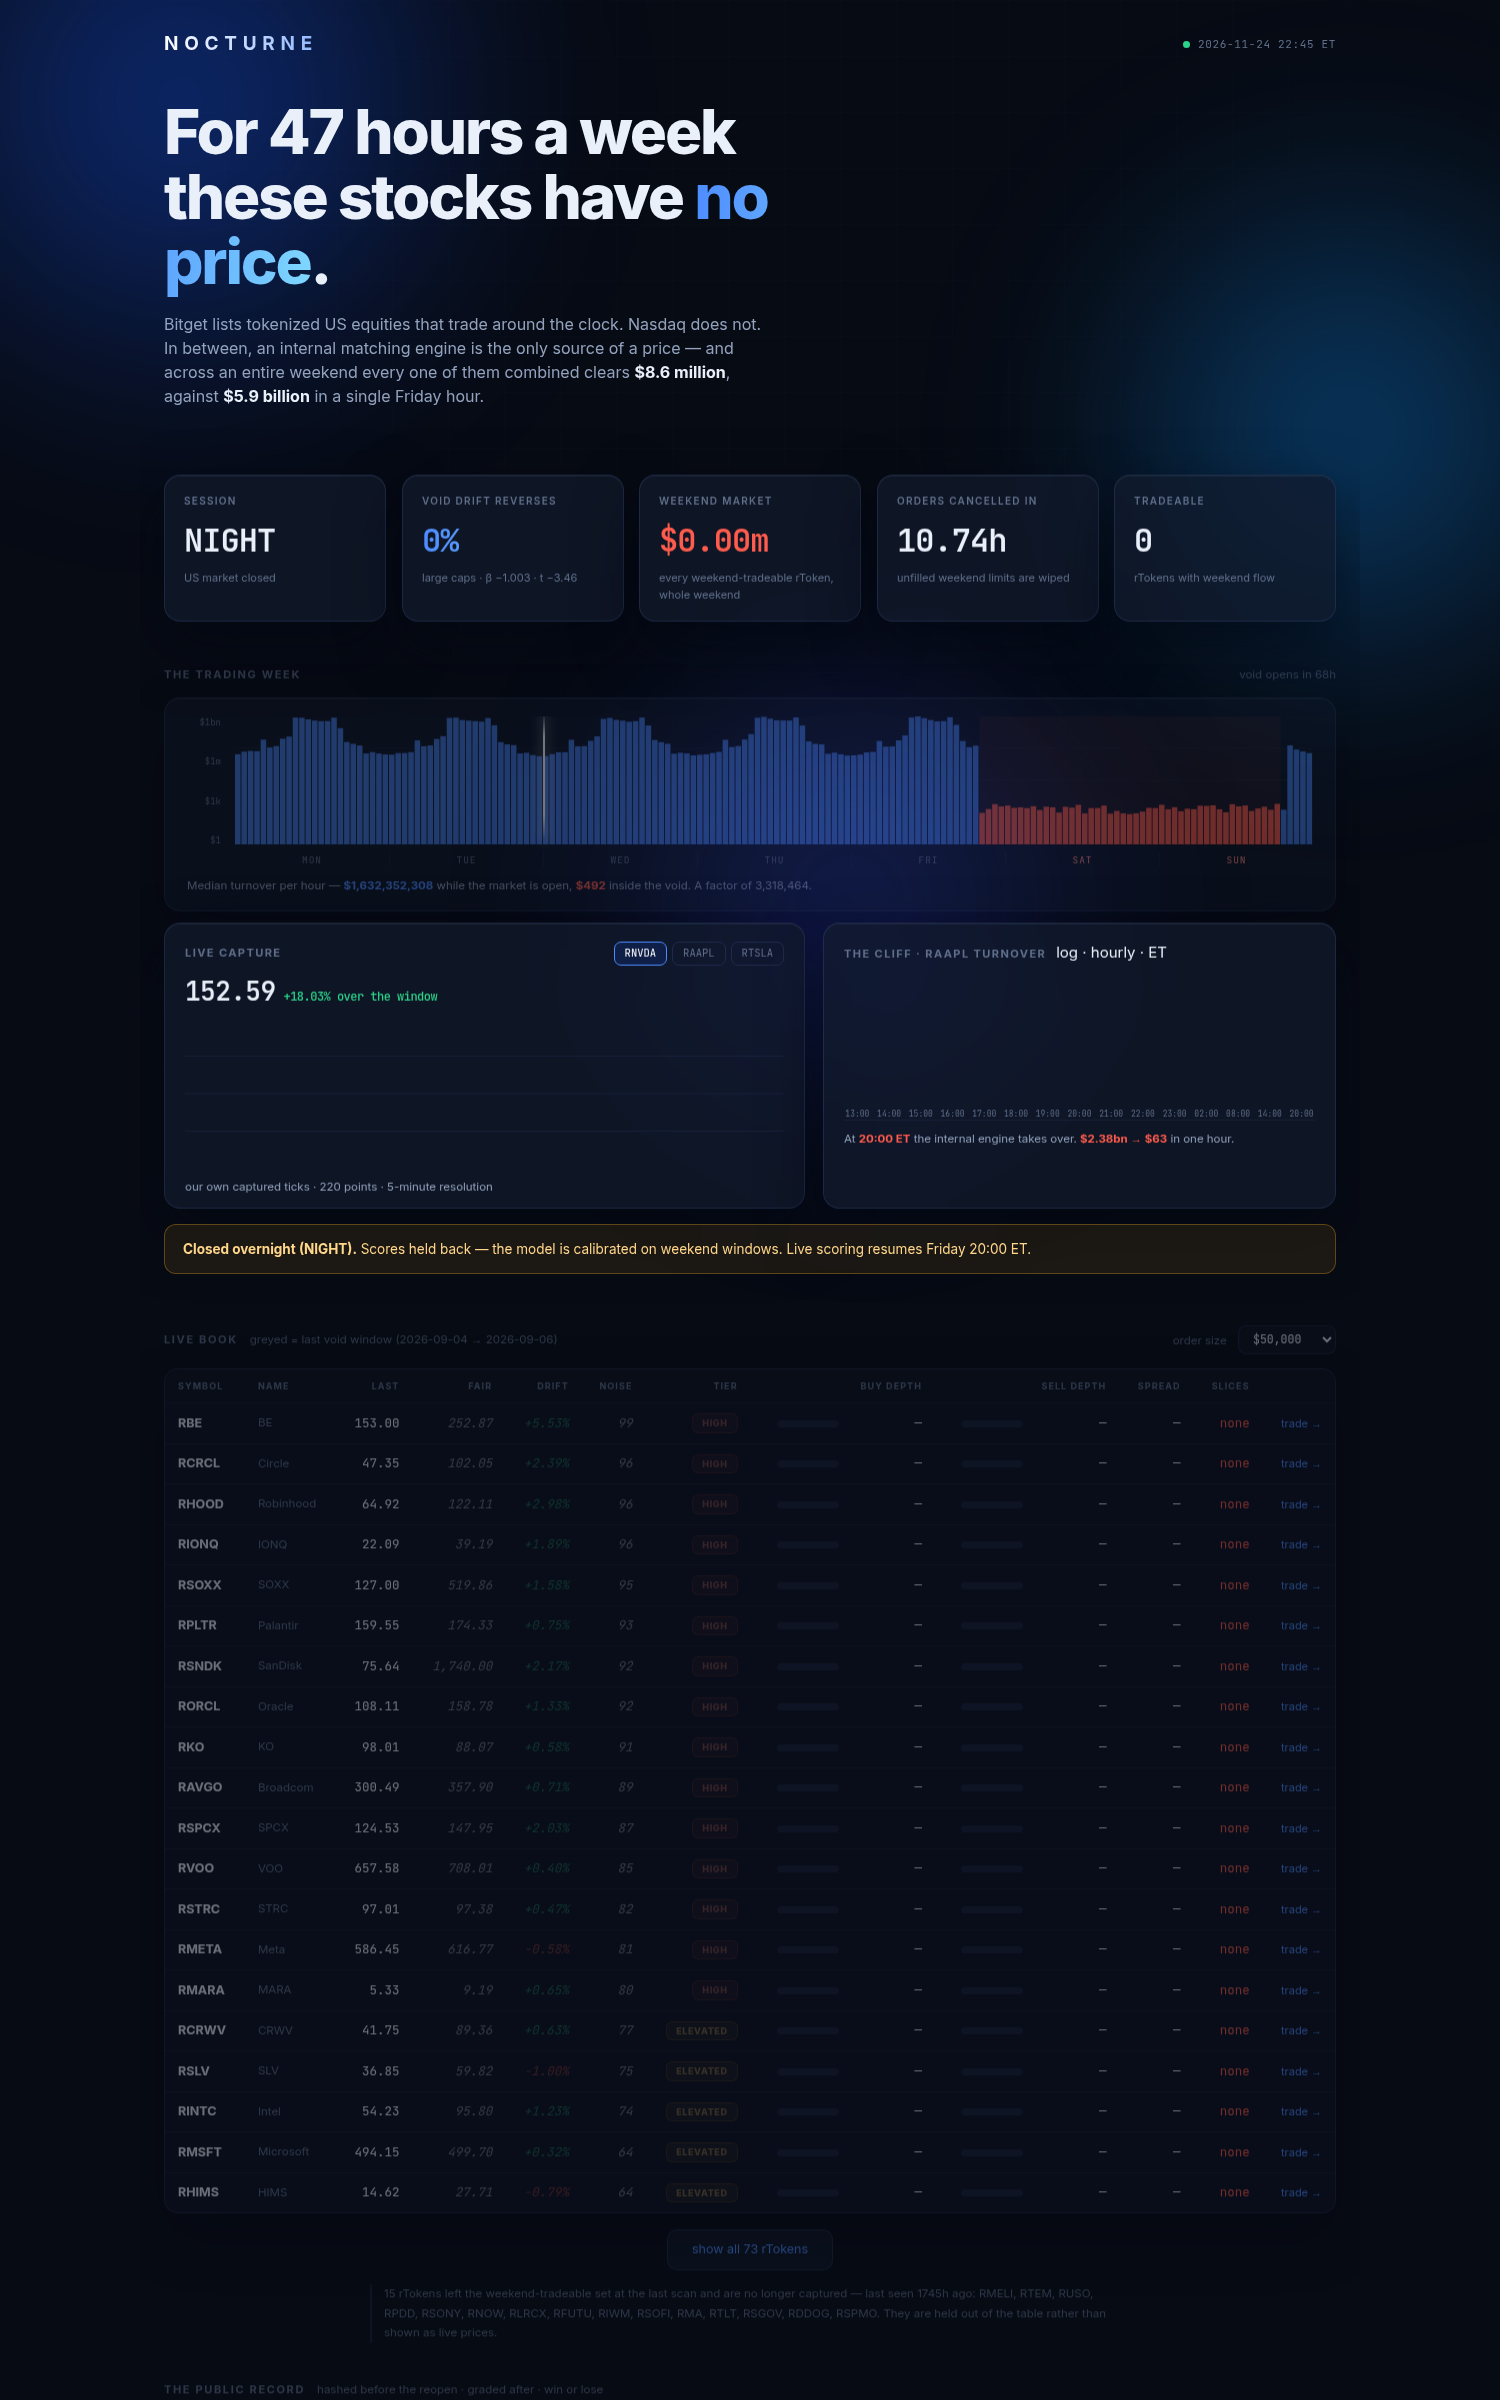 NOCTURNE
2026-11-24 22:45 ET
For 47 hours a week
these stocks have no
price.
Bitget lists tokenized US equities that trade around the clock. Nasdaq does not.
In between, an internal matching engine is the only source of a price — and
across an entire weekend every one of them combined clears $8.6 million,
against $5.9 billion in a single Friday hour.
SESSION
NIGHT
US market closed
VOID DRIFT REVERSES
0%
large caps · β −1.003 · t −3.46
WEEKEND MARKET
$0.00m
every weekend-tradeable rToken,
whole weekend
ORDERS CANCELLED IN
10.74h
unfilled weekend limits are wiped
TRADEABLE
0
rTokens with weekend flow
THE TRADING WEEK
void opens in 68h
$1bn
$1m
$1k
$1
MON TUE WED THU FRI SAT SUN
Median turnover per hour — $1,632,352,308 while the market is open, $492 inside the void. A factor of 3,318,464.
LIVE CAPTURE
RNVDA RAAPL RTSLA
152.59 +18.03% over the window
our own captured ticks · 220 points · 5-minute resolution
THE CLIFF · RAAPL TURNOVER log · hourly · ET
13:00 14:00 15:00 16:00 17:00 18:00 19:00 20:00 21:00 22:00 23:00 02:00 08:00 14:00 20:00
At 20:00 ET the internal engine takes over. $2.38bn → $63 in one hour.
Closed overnight (NIGHT). Scores held back — the model is calibrated on weekend windows. Live scoring resumes Friday 20:00 ET.
LIVE BOOK greyed = last void window (2026-09-04 → 2026-09-06)
order size $50,000
SYMBOL NAME LAST FAIR DRIFT NOISE TIER BUY DEPTH SELL DEPTH SPREAD SLICES
RBE BE 153.00 252.87 +5.53% 99 HIGH — — — none trade →
RCRCL Circle 47.35 102.05 +2.39% 96 HIGH — — — none trade →
RHOOD Robinhood 64.92 122.11 +2.98% 96 HIGH — — — none trade →
RIONQ IONQ 22.09 39.19 +1.89% 96 HIGH — — — none trade →
RSOXX SOXX 127.00 519.86 +1.58% 95 HIGH — — — none trade →
RPLTR Palantir 159.55 174.33 +0.75% 93 HIGH — — — none trade →
RSNDK SanDisk 75.64 1,740.00 +2.17% 92 HIGH — — — none trade →
RORCL Oracle 108.11 158.78 +1.33% 92 HIGH — — — none trade →
RKO KO 98.01 88.07 +0.58% 91 HIGH — — — none trade →
RAVGO Broadcom 300.49 357.90 +0.71% 89 HIGH — — — none trade →
RSPCX SPCX 124.53 147.95 +2.03% 87 HIGH — — — none trade →
RVOO VOO 657.58 708.01 +0.40% 85 HIGH — — — none trade →
RSTRC STRC 97.01 97.38 +0.47% 82 HIGH — — — none trade →
RMETA Meta 586.45 616.77 -0.58% 81 HIGH — — — none trade →
RMARA MARA 5.33 9.19 +0.65% 80 HIGH — — — none trade →
RCRWV CRWV 41.75 89.36 +0.63% 77 ELEVATED — — — none trade →
RSLV SLV 36.85 59.82 -1.00% 75 ELEVATED — — — none trade →
RINTC Intel 54.23 95.80 +1.23% 74 ELEVATED — — — none trade →
RMSFT Microsoft 494.15 499.70 +0.32% 64 ELEVATED — — — none trade →
RHIMS HIMS 14.62 27.71 -0.79% 64 ELEVATED — — — none trade →
show all 73 rTokens
15 rTokens left the weekend-tradeable set at the last scan and are no longer captured — last seen 1745h ago: RMELI, RTEM, RUSO,
RPDD, RSONY, RNOW, RLRCX, RFUTU, RIWM, RSOFI, RMA, RTLT, RSGOV, RDDOG, RSPMO. They are held out of the table rather than
shown as live prices.
THE PUBLIC RECORD hashed before the reopen · graded after · win or lose